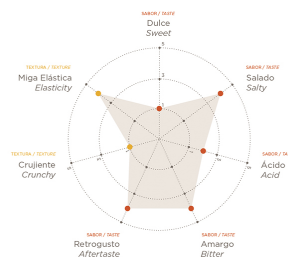 SABOR / TASTE
Dulce
Sweet
TEXTURA / TEXTURE
Miga Elástica
Elasticity
SABOR / TASTE
Salado
Salty
TEXTURA / TEXTURE
Crujiente
Crunchy
SABOR / TA
Ácido
Acid
SABOR / TASTE
Retrogusto
Aftertaste
SABOR / TASTE
Amargo
Bitter
5
3
1